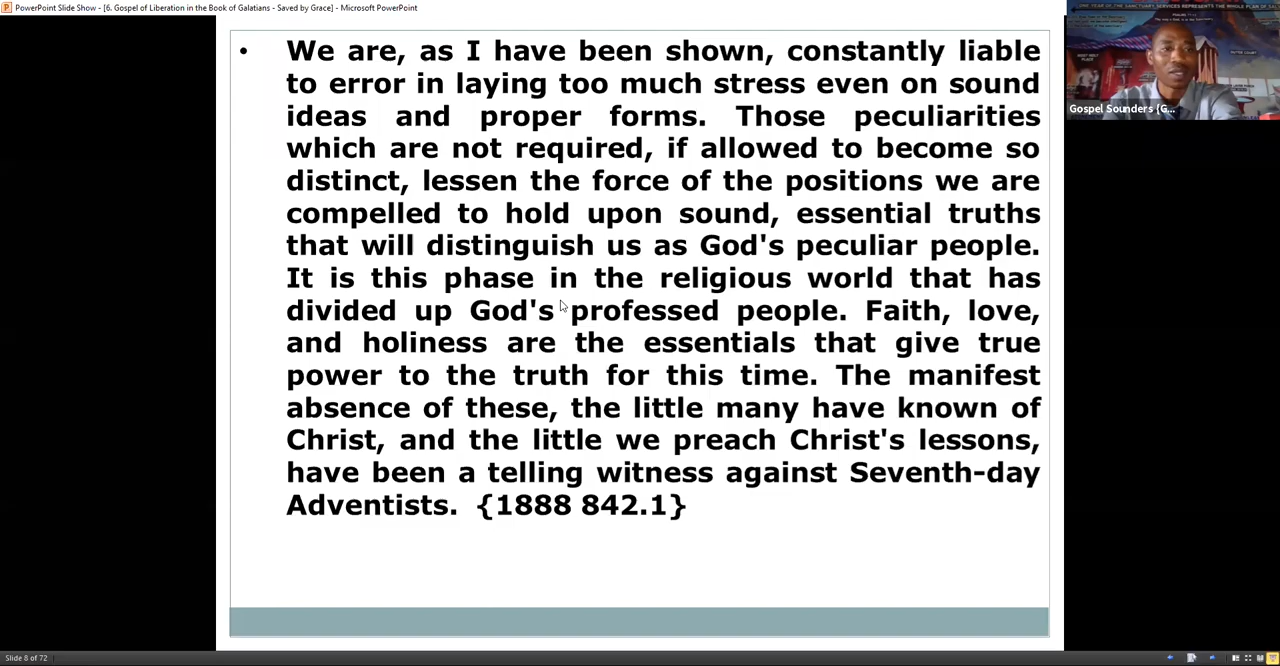 PowerPoint Slide Show - [6. Gospel of Liberation in the Book of Galatians - Saved by Grace] - Microsoft PowerPoint
• We are, as I have been shown, constantly liable
to error in laying too much stress even on sound
ideas and proper forms. Those peculiarities
which are not required, if allowed to become so
distinct, lessen the force of the positions we are
compelled to hold upon sound, essential truths
that will distinguish us as God's peculiar people.
It is this phase in the religious world that has
divided up God's professed people. Faith, love,
and holiness are the essentials that give true
power to the truth for this time. The manifest
absence of these, the little many have known of
Christ, and the little we preach Christ's lessons,
have been a telling witness against Seventh-day
Adventists. {1888 842.1}
Gospel Sounders {G...
Slide 8 of 72